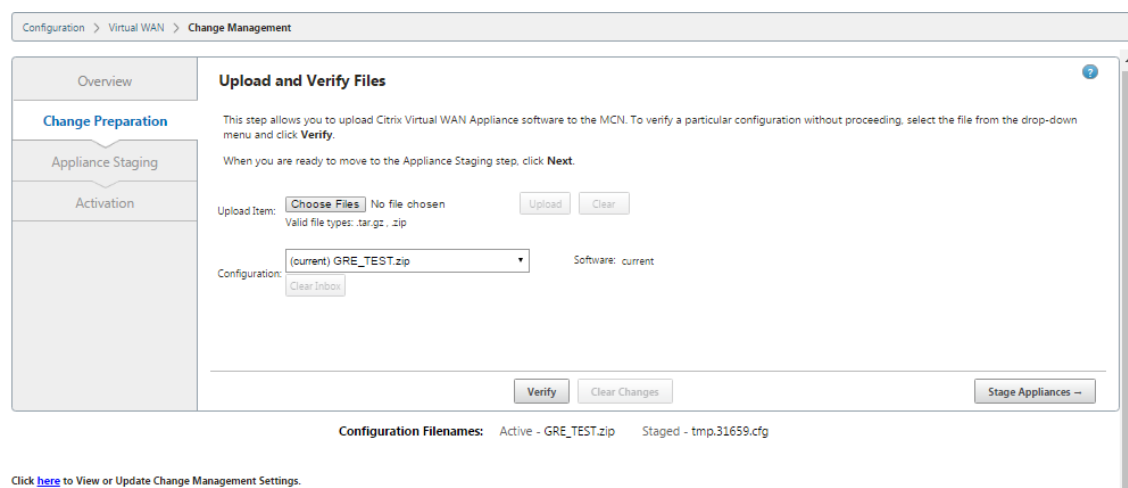 Configuration > Virtual WAN > Change Management
Overview
Change Preparation
Appliance Staging
Activation
Upload and Verify Files
?
This step allows you to upload Citrix Virtual WAN Appliance software to the MCN. To verify a particular configuration without proceeding, select the file from the drop-down
menu and click Verify.
When you are ready to move to the Appliance Staging step, click Next.
Upload Item: Choose Files No file chosen Upload Clear
Valid file types: .tar.gz , .zip
Configuration: (current) GRE_TEST.zip Software: current
Clear Inbox
Verify Clear Changes Stage Appliances →
Configuration Filenames: Active - GRE_TEST.zip Staged - tmp.31659.cfg
Click here to View or Update Change Management Settings.